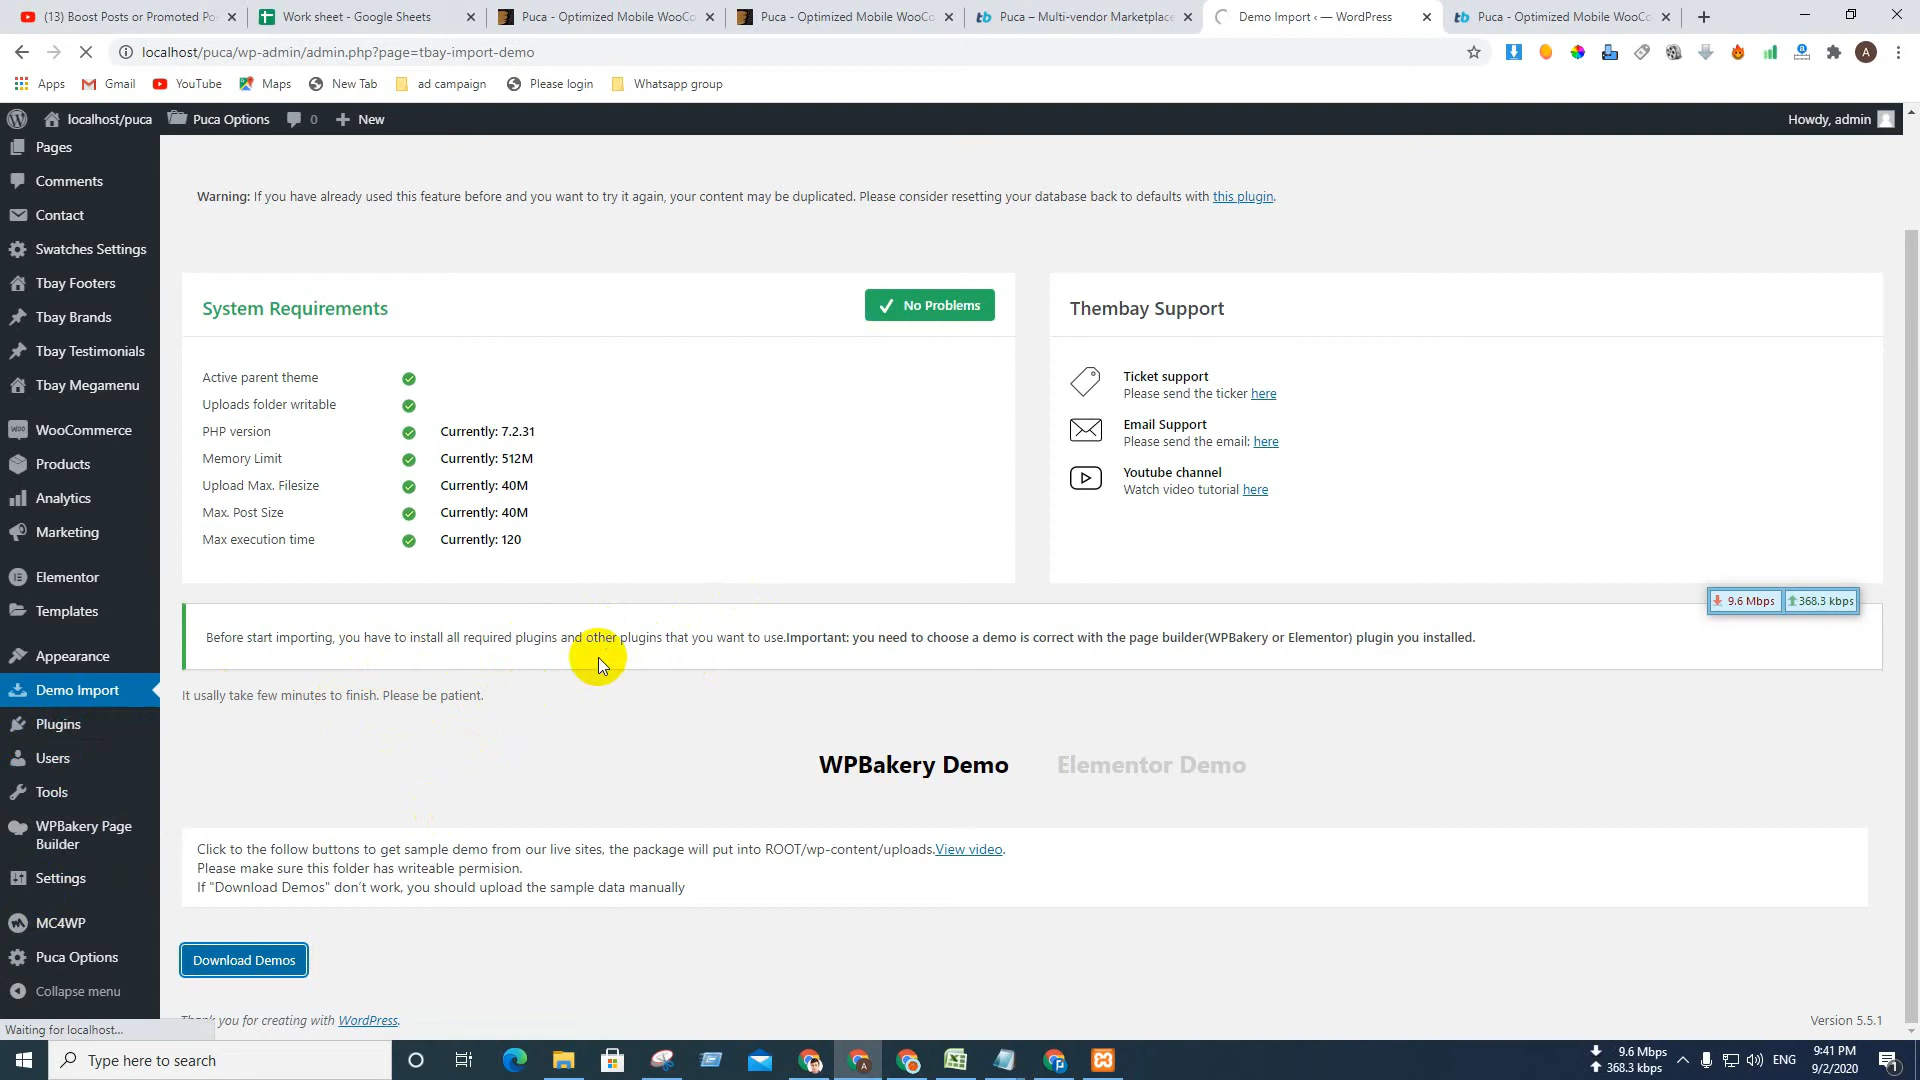 (13) Boost Posts or Promoted Po
Work sheet - Google Sheets
Puca - Optimized Mobile WooCo
Puca - Optimized Mobile WooCo
Puca – Multi-vendor Marketplace
Demo Import ‹ — WordPress
Puca - Optimized Mobile WooCo
localhost/puca/wp-admin/admin.php?page=tbay-import-demo
A
Apps
Gmail
YouTube
Maps
New Tab
ad campaign
Please login
Whatsapp group
localhost/puca
Puca Options
0
New
Howdy, admin
Pages
Comments
Contact
Swatches Settings
Tbay Footers
Tbay Brands
Tbay Testimonials
Tbay Megamenu
WooCommerce
Products
Analytics
Marketing
Elementor
Templates
Appearance
Demo Import
Plugins
Users
Tools
WPBakery Page
Builder
Settings
MC4WP
Puca Options
Collapse menu
Warning: If you have already used this feature before and you want to try it again, your content may be duplicated. Please consider resetting your database back to defaults with this plugin.
System Requirements
No Problems
Active parent theme
Uploads folder writable
PHP version
Currently: 7.2.31
Memory Limit
Currently: 512M
Upload Max. Filesize
Currently: 40M
Max. Post Size
Currently: 40M
Max execution time
Currently: 120
Thembay Support
Ticket support
Please send the ticker here
Email Support
Please send the email: here
Youtube channel
Watch video tutorial here
9.6 Mbps
368.3 kbps
Before start importing, you have to install all required plugins and other plugins that you want to use.Important: you need to choose a demo is correct with the page builder(WPBakery or Elementor) plugin you installed.
It usally take few minutes to finish. Please be patient.
WPBakery Demo
Elementor Demo
Click to the follow buttons to get sample demo from our live sites, the package will put into ROOT/wp-content/uploads.View video.
Please make sure this folder has writeable permision.
If "Download Demos" don't work, you should upload the sample data manually
Download Demos
Thank you for creating with WordPress.
Version 5.5.1
Waiting for localhost...
Type here to search
9.6 Mbps
368.3 kbps
ENG
9:41 PM
9/2/2020
1